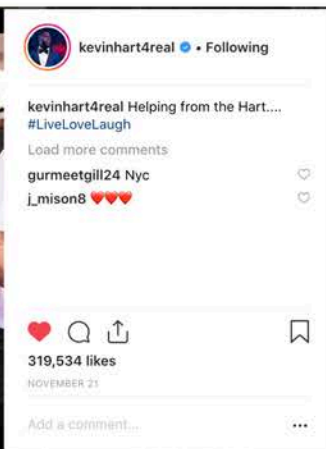 kevinhart4real • Following
kevinhart4real Helping from the Hart....
#LiveLoveLaugh
Load more comments
gurmeetgill24 Nyc
j_mison8 ❤️❤️❤️
319,534 likes
NOVEMBER 21
Add a comment...